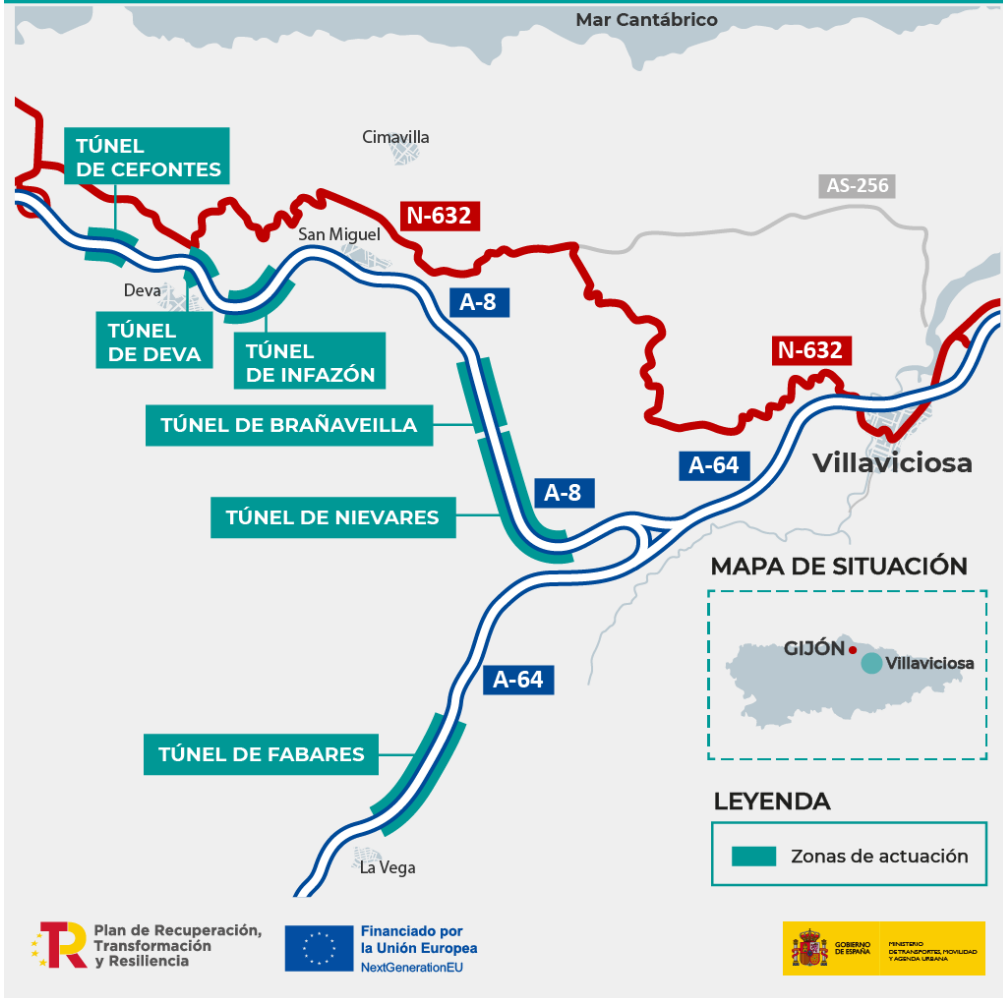 Mar Cantábrico
TÚNEL
DE CEFONTES
Cimavilla
AS-256
N-632
San Miguel
Deva
A-8
TÚNEL
DE DEVA
TÚNEL
DE INFAZÓN
N-632
TÚNEL DE BRAÑAVEILLA
A-64
Villaviciosa
A-8
TÚNEL DE NIEVARES
MAPA DE SITUACIÓN
GIJÓN
Villaviciosa
A-64
TÚNEL DE FABARES
LEYENDA
Zonas de actuación
La Vega
Plan de Recuperación,
Transformación
y Resiliencia
Financiado por
la Unión Europea
NextGenerationEU
GOBIERNO
DE ESPAÑA
MINISTERIO
DE TRANSPORTES, MOVILIDAD
Y AGENDA URBANA